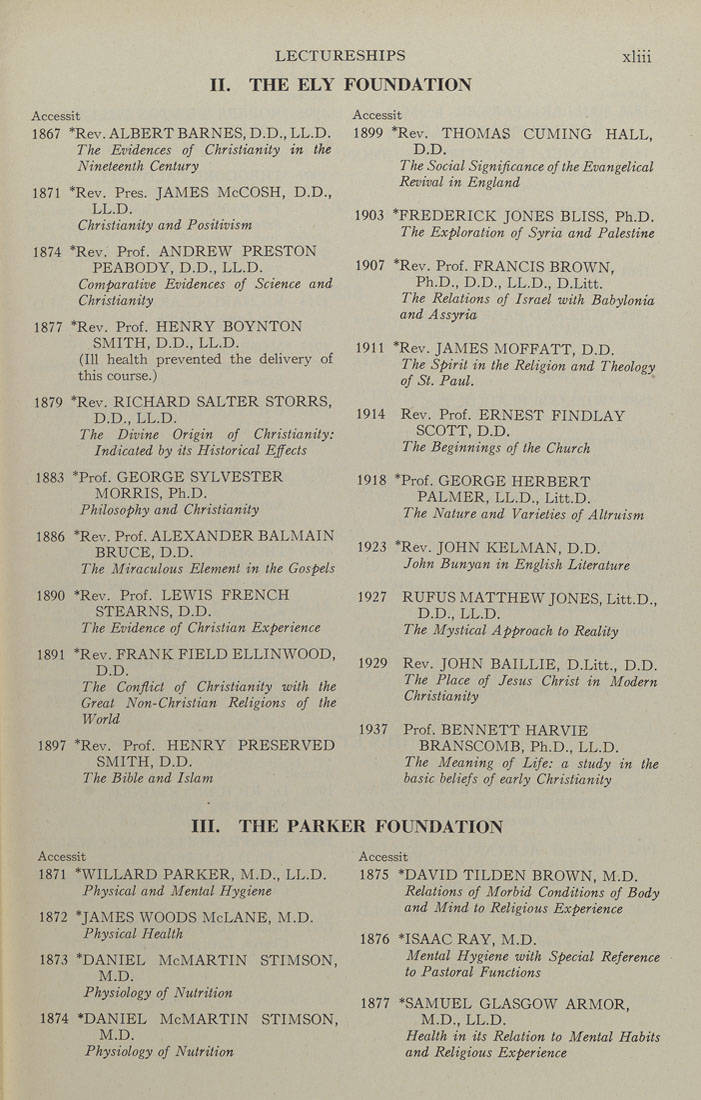 LECTURESHIPS xliii
II. THE ELY FOUNDATION
Accessit
1867 *Rev. ALBERT BARNES, D.D., LL.D.
The Evidences of Christianity in the
Nineteenth Century
1871 *Rev. Pres. JAMES McCOSH, D.D.,
LL.D.
Christianity and Positivism
1874 *Rev. Prof. ANDREW PRESTON
PEABODY, D.D., LL.D.
Comparative Evidences of Science and
Christianity
1877 *Rev. Prof. HENRY BOYNTON
SMITH, D.D., LL.D.
(Ill health prevented the delivery of
this course.)
1879 *Rev. RICHARD SALTER STORRS,
D.D., LL.D.
The Divine Origin of Christianity:
Indicated by its Historical Effects
1883 *Prof. GEORGE SYLVESTER
MORRIS, Ph.D.
Philosophy and Christianity
1886 *Rev. Prof. ALEXANDER BALMAIN
BRUCE, D.D.
The Miraculous Element in the Gospels
1890 *Rev. Prof. LEWIS FRENCH
STEARNS, D.D.
The Evidence of Christian Experience
1891 *Rev. FRANK FIELD ELLINWOOD,
D.D.
The Conflict of Christianity with the
Great Non-Christian Religions of the
World
1897 *Rev. Prof. HENRY PRESERVED
SMITH, D.D.
The Bible and Islam
Accessit
1899 *Rev. THOMAS CUMING HALL,
D.D.
The Social Significance of the Evangelical
Revival in England
1903 *FREDERICK JONES BLISS, Ph.D.
The Exploration of Syria and Palestine
1907 *Rev. Prof. FRANCIS BROWN,
Ph.D., D.D., LL.D., D.Litt.
The Relations of Israel with Babylonia
and Assyria
1911 *Rev. JAMES MOFFATT, D.D.
The Spirit in the Religion and Theology
of St. Paul.
1914 Rev. Prof. ERNEST FINDLAY
SCOTT, D.D.
The Beginnings of the Church
1918 *Prof. GEORGE HERBERT
PALMER, LL.D., Litt.D.
The Nature and Varieties of Altruism
1923 *Rev. JOHN KELMAN, D.D.
John Bunyan in English Literature
1927 RUFUS MATTHEW JONES, Litt.D.,
D.D., LL.D.
The Mystical Approach to Reality
1929 Rev. JOHN BAILLIE, D.Litt., D.D.
The Place of Jesus Christ in Modern
Christianity
1937 Prof. BENNETT HARVIE
BRANSCOMB, Ph.D., LL.D.
The Meaning of Life: a study in the
basic beliefs of early Christianity
III. THE PARKER FOUNDATION
Accessit
1871 *WILLARD PARKER, M.D., LL.D.
Physical and Mental Hygiene
1872 *JAMES WOODS McLANE, M.D.
Physical Health
1873 *DANIEL McMARTIN STIMSON,
M.D.
Physiology of Nutrition
1874 *DANIEL McMARTIN STIMSON,
M.D.
Physiology of Nutrition
Accessit
1875 *DAVID TILDEN BROWN, M.D.
Relations of Morbid Conditions of Body
and Mind to Religious Experience
1876 *ISAAC RAY, M.D.
Mental Hygiene with Special Reference
to Pastoral Functions
1877 *SAMUEL GLASGOW ARMOR,
M.D., LL.D.
Health in its Relation to Mental Habits
and Religious Experience